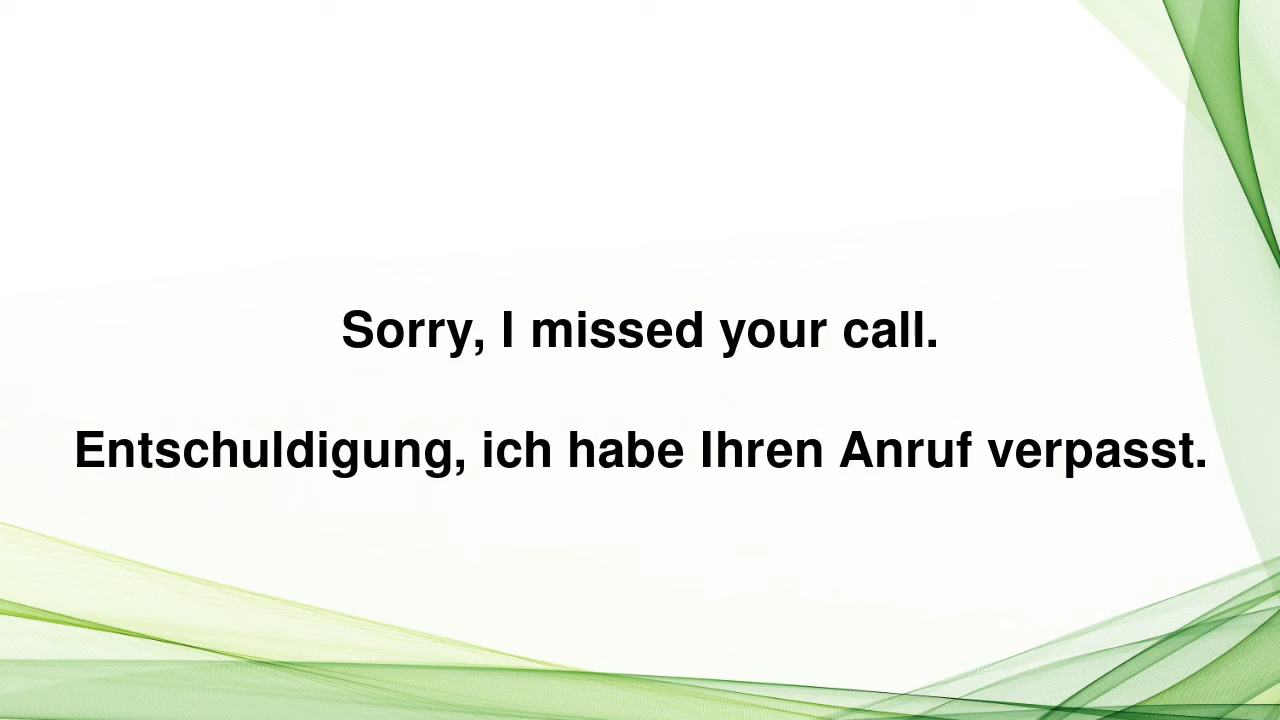 Sorry, I missed your call.
Entschuldigung, ich habe Ihren Anruf verpasst.